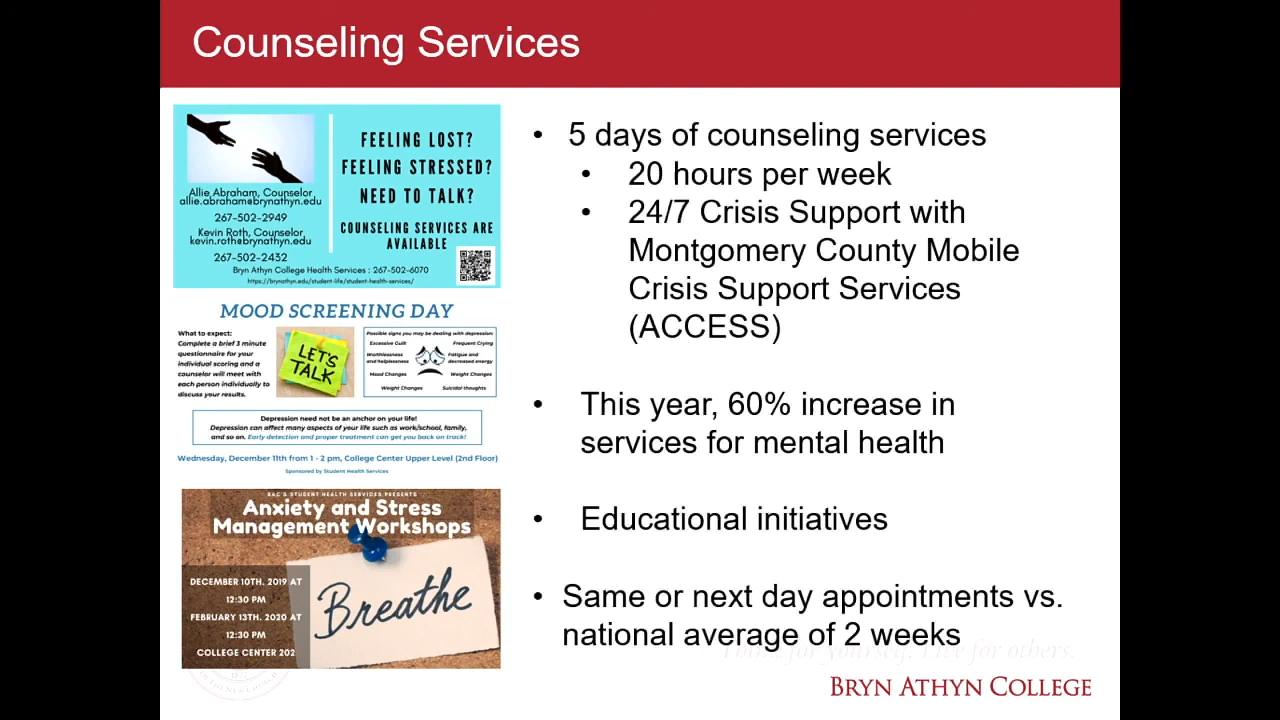 Counseling Services
FEELING LOST?
FEELING STRESSED?
NEED TO TALK?
COUNSELING SERVICES ARE
AVAILABLE
Allie Abraham, Counselor
allie.abraham@brynathyn.edu
267-502-2949
Kevin Roth, Counselor,
kevin.roth@brynathyn.edu
267-502-2432
Bryn Athyn College Health Services : 267-502-6070
https://brynathyn.edu/student-life/student-health-services/
MOOD SCREENING DAY
What to expect:
Complete a brief 3 minute
questionnaire for your
individual scoring and a
counselor will meet with
each person individually to
discuss your results.
LET'S
TALK
Possible signs you may be dealing with depression:
Excessive Guilt
Frequent Crying
Worthlessness
and helplessness
Fatigue and
decreased energy
Mood Changes
Weight Changes
Weight Changes
Suicidal thoughts
Depression need not be an anchor on your life!
Depression can affect many aspects of your life such as work/school, family,
and so on. Early detection and proper treatment can get you back on track!
Wednesday, December 11th from 1 - 2 pm, College Center Upper Level (2nd Floor)
Sponsored by Student Health Services
BAC'S STUDENT HEALTH SERVICES PRESENTS
Anxiety and Stress
Management Workshops
DECEMBER 10TH, 2019 AT
12:30 PM
FEBRUARY 13TH, 2020 AT
12:30 PM
COLLEGE CENTER 202
Breathe
• 5 days of counseling services
• 20 hours per week
• 24/7 Crisis Support with
Montgomery County Mobile
Crisis Support Services
(ACCESS)
• This year, 60% increase in
services for mental health
• Educational initiatives
• Same or next day appointments vs.
national average of 2 weeks
Think for yourself. Live for others.
BRYN ATHYN COLLEGE